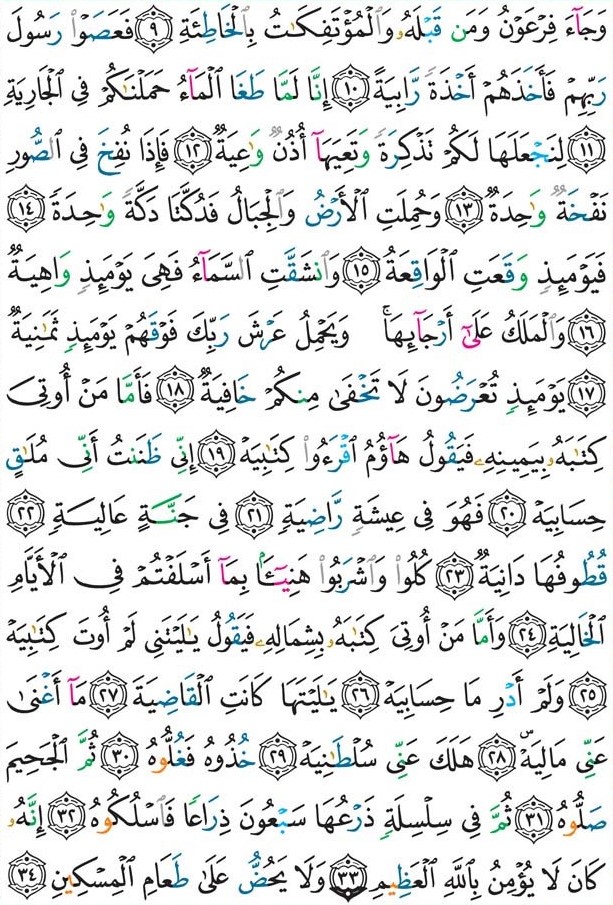 وَجَآءَ فِرْعَوْنُ وَمَن قَبْلَهُۥ وَٱلْمُؤْتَفِكَٰتُ بِٱلْخَاطِئَةِ ٩ فَعَصَوْا۟ رَسُولَ
رَبِّهِمْ فَأَخَذَهُمْ أَخْذَةً رَّابِيَةً ١٠ إِنَّا لَمَّا طَغَا ٱلْمَآءُ حَمَلْنَٰكُمْ فِى ٱلْجَارِيَةِ
١١ لِنَجْعَلَهَا لَكُمْ تَذْكِرَةً وَتَعِيَهَآ أُذُنٌ وَٰعِيَةٌ ١٢ فَإِذَا نُفِخَ فِى ٱلصُّورِ
نَفْخَةٌ وَٰحِدَةٌ ١٣ وَحُمِلَتِ ٱلْأَرْضُ وَٱلْجِبَالُ فَدُكَّتَا دَكَّةً وَٰحِدَةً ١٤
فَيَوْمَئِذٍ وَقَعَتِ ٱلْوَاقِعَةُ ١٥ وَٱنشَقَّتِ ٱلسَّمَآءُ فَهِىَ يَوْمَئِذٍ وَاهِيَةٌ
١٦ وَٱلْمَلَكُ عَلَىٰٓ أَرْجَآئِهَا ۚ وَيَحْمِلُ عَرْشَ رَبِّكَ فَوْقَهُمْ يَوْمَئِذٍ ثَمَٰنِيَةٌ
١٧ يَوْمَئِذٍ تُعْرَضُونَ لَا تَخْفَىٰ مِنكُمْ خَافِيَةٌ ١٨ فَأَمَّا مَنْ أُوتِىَ
كِتَٰبَهُۥ بِيَمِينِهِۦ فَيَقُولُ هَآؤُمُ ٱقْرَءُوا۟ كِتَٰبِيَهْ ١٩ إِنِّى ظَنَنتُ أَنِّى مُلَٰقٍ
حِسَابِيَهْ ٢٠ فَهُوَ فِى عِيشَةٍ رَّاضِيَةٍ ٢١ فِى جَنَّةٍ عَالِيَةٍ ٢٢
قُطُوفُهَا دَانِيَةٌ ٢٣ كُلُوا۟ وَٱشْرَبُوا۟ هَنِيٓـًٔۢا بِمَآ أَسْلَفْتُمْ فِى ٱلْأَيَّامِ
ٱلْخَالِيَةِ ٢٤ وَأَمَّا مَنْ أُوتِىَ كِتَٰبَهُۥ بِشِمَالِهِۦ فَيَقُولُ يَٰلَيْتَنِى لَمْ أُوتَ كِتَٰبِيَهْ
٢٥ وَلَمْ أَدْرِ مَا حِسَابِيَهْ ٢٦ يَٰلَيْتَهَا كَانَتِ ٱلْقَاضِيَةَ ٢٧ مَآ أَغْنَىٰ
عَنِّى مَالِيَهْ ۜ ٢٨ هَلَكَ عَنِّى سُلْطَٰنِيَهْ ٢٩ خُذُوهُ فَغُلُّوهُ ٣٠ ثُمَّ ٱلْجَحِيمَ
صَلُّوهُ ٣١ ثُمَّ فِى سِلْسِلَةٍ ذَرْعُهَا سَبْعُونَ ذِرَاعًا فَٱسْلُكُوهُ ٣٢ إِنَّهُۥ
كَانَ لَا يُؤْمِنُ بِٱللَّهِ ٱلْعَظِيمِ ٣٣ وَلَا يَحُضُّ عَلَىٰ طَعَامِ ٱلْمِسْكِينِ ٣٤